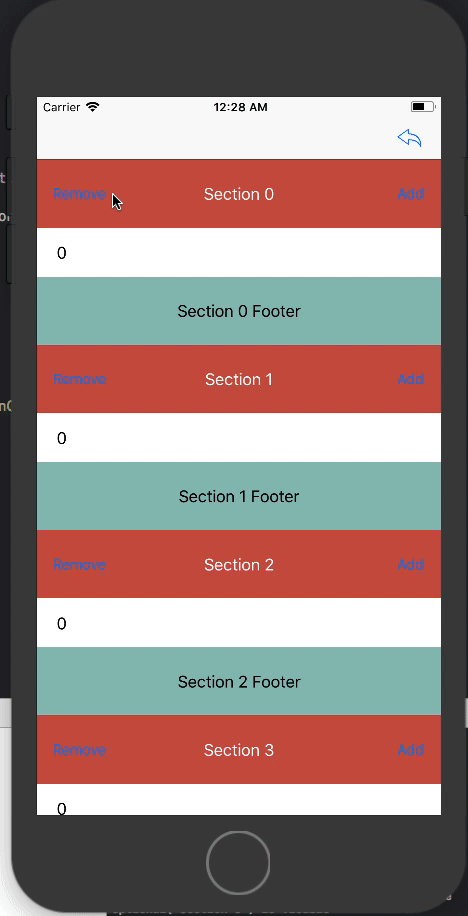 Carrier 12:28 AM
Remove Section 0 Add
0
Section 0 Footer
Remove Section 1 Add
0
Section 1 Footer
Remove Section 2 Add
0
Section 2 Footer
Remove Section 3 Add
0